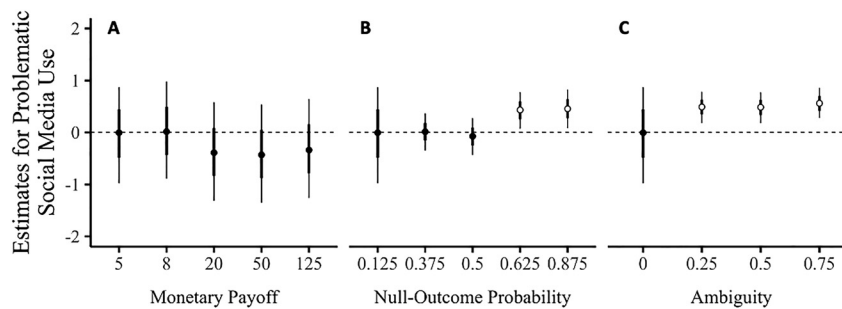 A
B
C
Estimates for Problematic
Social Media Use
2
1
0
-1
-2
5 8 20 50 125
0.125 0.375 0.5 0.625 0.875
0 0.25 0.5 0.75
Monetary Payoff
Null-Outcome Probability
Ambiguity